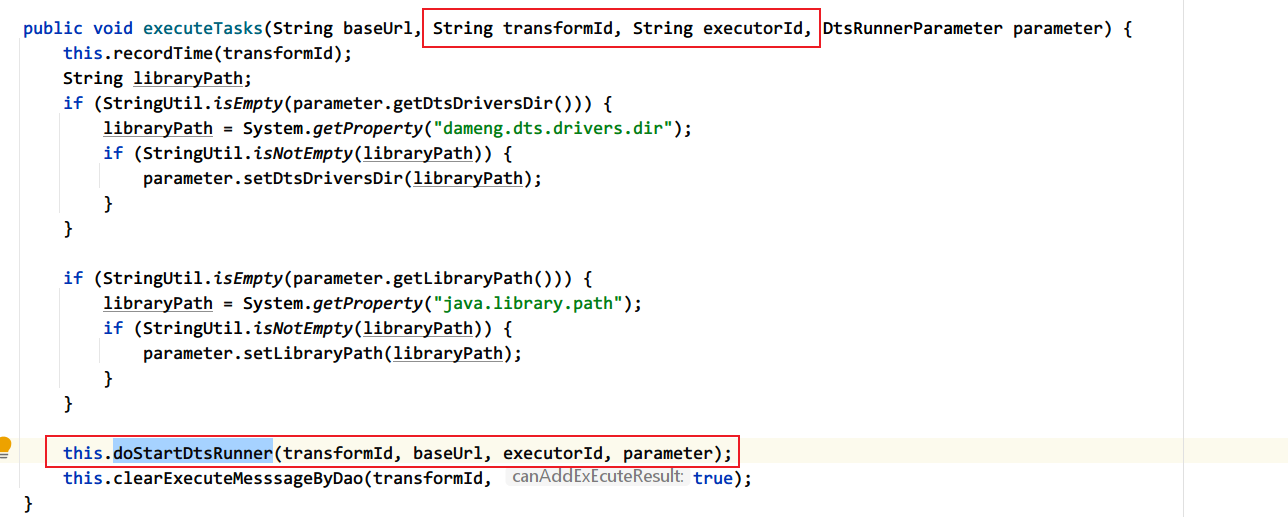 public void executeTasks(String baseUrl, String transformId, String executorId, DtsRunnerParameter parameter) {
this.recordTime(transformId);
String libraryPath;
if (StringUtil.isEmpty(parameter.getDtsDriversDir())) {
libraryPath = System.getProperty("dameng.dts.drivers.dir");
if (StringUtil.isNotEmpty(libraryPath)) {
parameter.setDtsDriversDir(libraryPath);
}
}
if (StringUtil.isEmpty(parameter.getLibraryPath())) {
libraryPath = System.getProperty("java.library.path");
if (StringUtil.isNotEmpty(libraryPath)) {
parameter.setLibraryPath(libraryPath);
}
}
this.doStartDtsRunner(transformId, baseUrl, executorId, parameter);
this.clearExecuteMesssageByDao(transformId, canAddExEcuteResult: true);
}